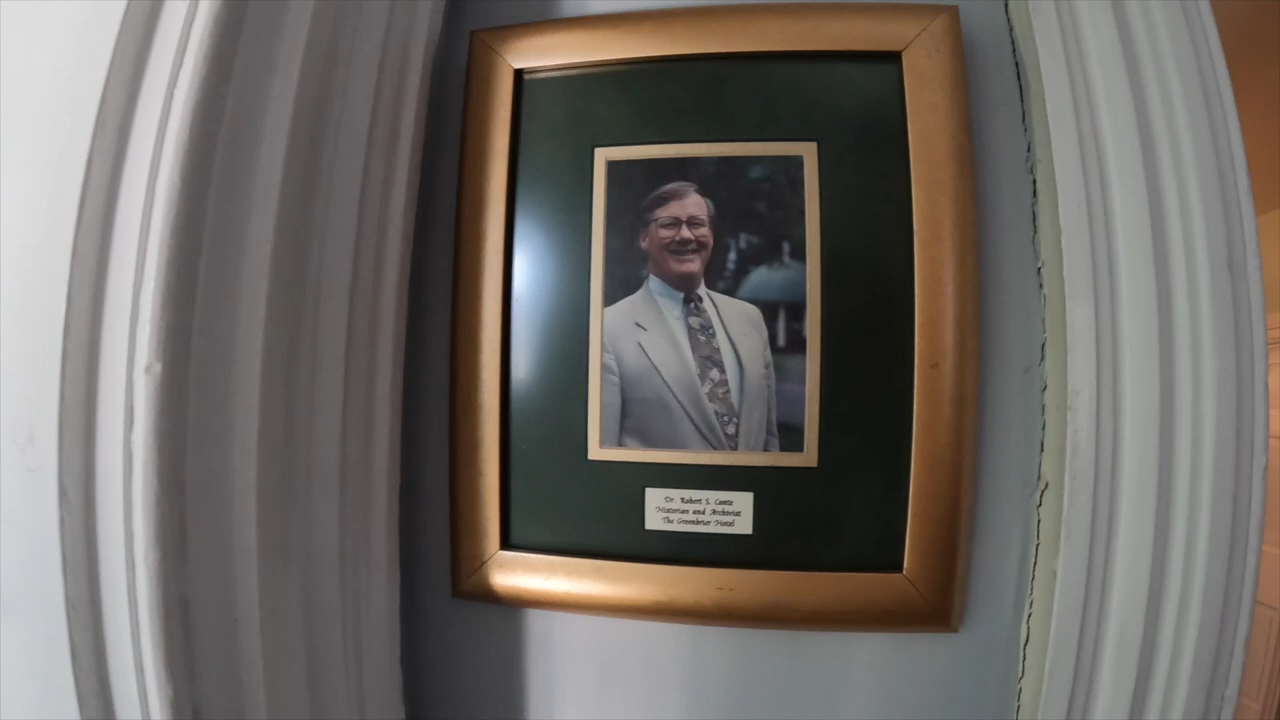 Dr. Robert S. Conte
Historian and Archivist
The Greenbrier Hotel